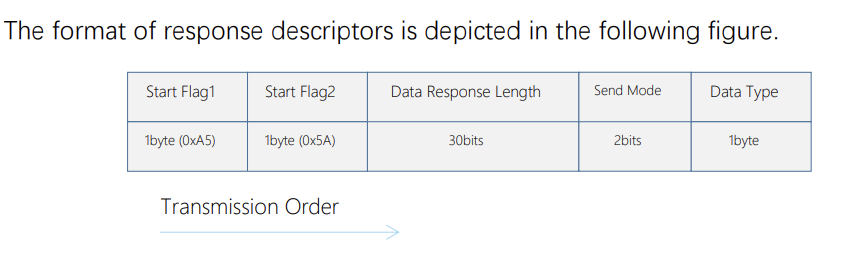 The format of response descriptors is depicted in the following figure.
Start Flag1 Start Flag2 Data Response Length Send Mode Data Type
1byte (0xA5) 1byte (0x5A) 30bits 2bits 1byte
Transmission Order